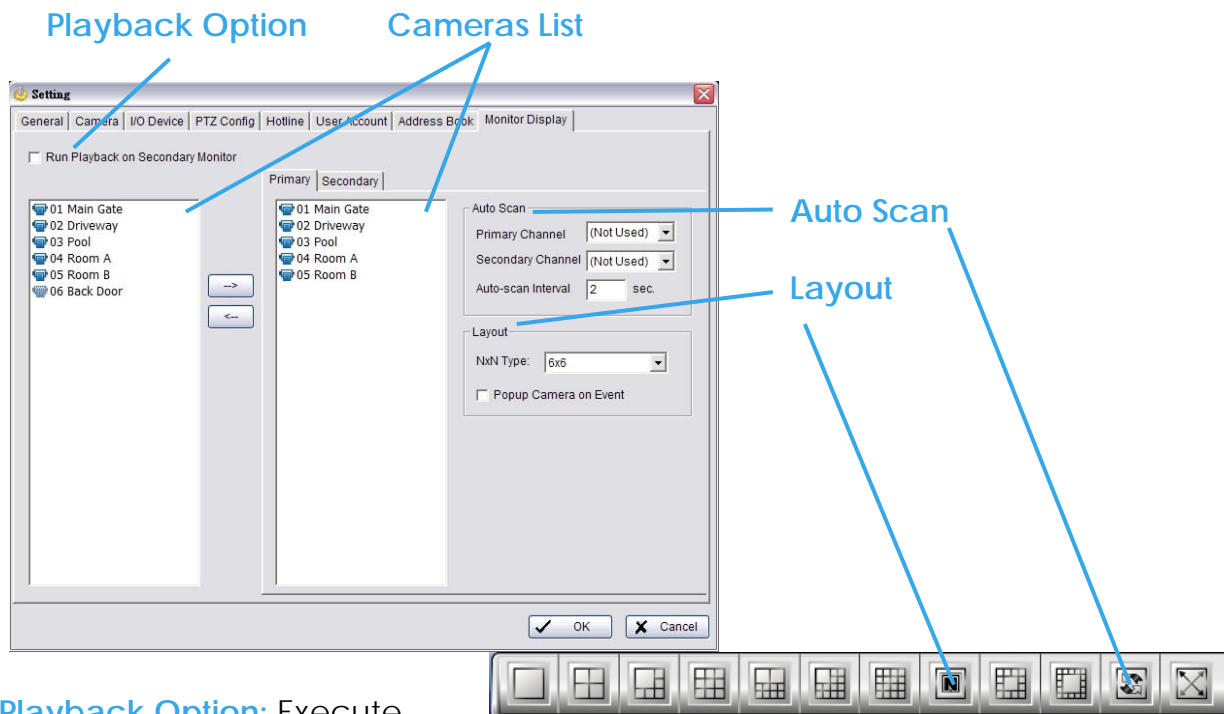 Playback Option Cameras List
Setting
General Camera I/O Device PTZ Config Hotline User Account Address Book Monitor Display
Run Playback on Secondary Monitor
Primary Secondary
01 Main Gate
02 Driveway
03 Pool
04 Room A
05 Room B
06 Back Door
-->
<--
01 Main Gate
02 Driveway
03 Pool
04 Room A
05 Room B
Auto Scan
Primary Channel (Not Used)
Secondary Channel (Not Used)
Auto-scan Interval 2 sec.
Layout
NxN Type: 6x6
Popup Camera on Event
Auto Scan
Layout
OK Cancel
N
Playback Option: Execute